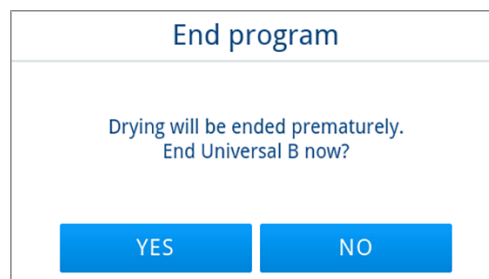 End program
Drying will be ended prematurely.
End Universal B now?
YES
NO